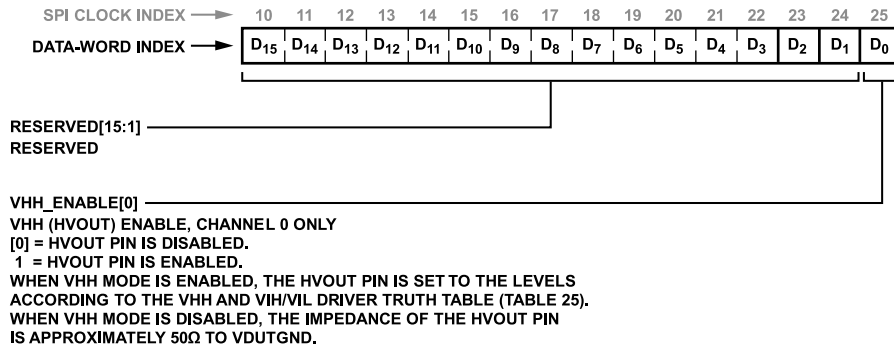 SPI CLOCK INDEX 10 11 12 13 14 15 16 17 18 19 20 21 22 23 24 25
DATA-WORD INDEX D15 D14 D13 D12 D11 D10 D9 D8 D7 D6 D5 D4 D3 D2 D1 D0
RESERVED[15:1]
RESERVED
VHH_ENABLE[0]
VHH (HVOUT) ENABLE, CHANNEL 0 ONLY
[0] = HVOUT PIN IS DISABLED.
1 = HVOUT PIN IS ENABLED.
WHEN VHH MODE IS ENABLED, THE HVOUT PIN IS SET TO THE LEVELS
ACCORDING TO THE VHH AND VIH/VIL DRIVER TRUTH TABLE (TABLE 25).
WHEN VHH MODE IS DISABLED, THE IMPEDANCE OF THE HVOUT PIN
IS APPROXIMATELY 50Ω TO VDUTGND.